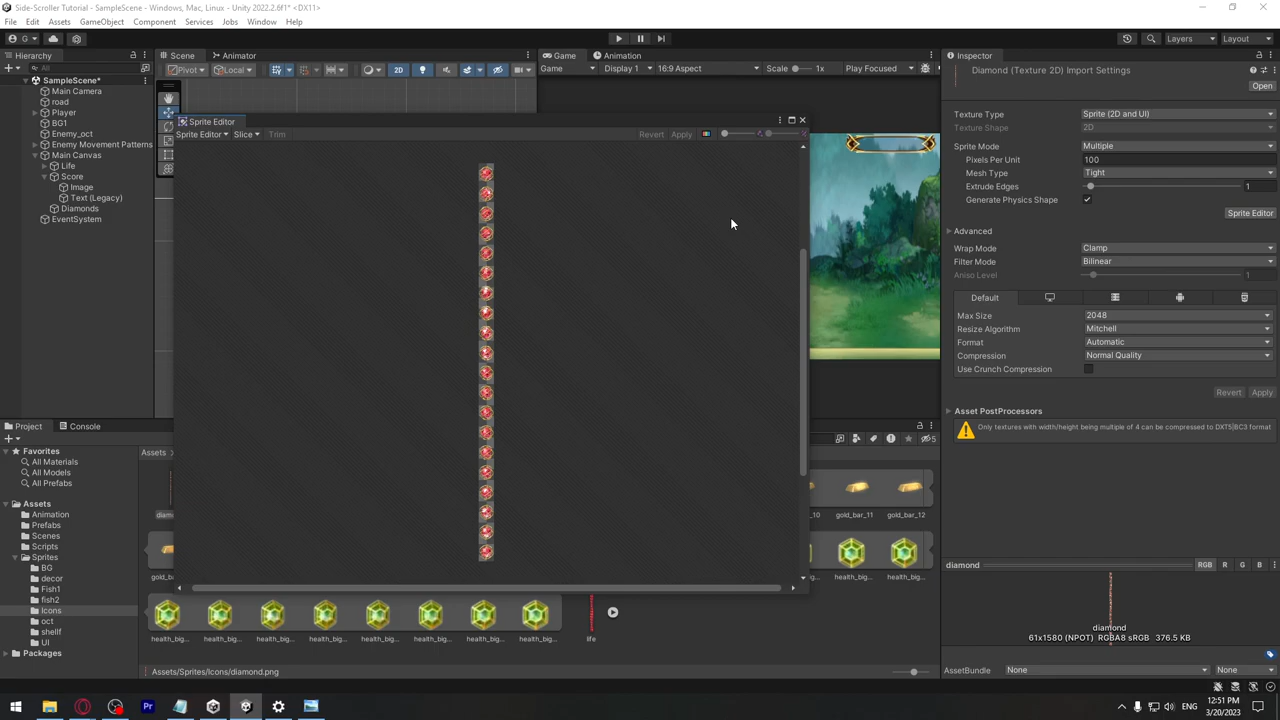 Side-Scroller Tutorial - SampleScene - Windows, Mac, Linux - Unity 2022.2.6f1* <DX11>
File Edit Assets GameObject Component Services Jobs Window Help
G Layers Layout
Hierarchy Scene Animator Game Animation Inspector
All Pivot Local 2D Game Display 1 16:9 Aspect Scale 1x Play Focused Diamond (Texture 2D) Import Settings
SampleScene*
Open
Main Camera
road
Player
BG1
Enemy_oct
Enemy Movement Patterns
Main Canvas
Life
Score
Image
Text (Legacy)
Diamonds
EventSystem
Sprite Editor
Sprite Editor Slice Trim Revert Apply
Texture Type Sprite (2D and UI)
Texture Shape 2D
Sprite Mode Multiple
Pixels Per Unit 100
Mesh Type Tight
Extrude Edges 1
Generate Physics Shape
Sprite Editor
Advanced
Wrap Mode Clamp
Filter Mode Bilinear
Aniso Level 1
Default
Max Size 2048
Resize Algorithm Mitchell
Format Automatic
Compression Normal Quality
Use Crunch Compression
Revert Apply
Asset PostProcessors
Only textures with width/height being multiple of 4 can be compressed to DXT5|BC3 format
Project Console
5
Favorites
All Materials
All Models
All Prefabs
Assets
Animation
Prefabs
Scenes
Scripts
Sprites
BG
decor
Fish1
fish2
Icons
oct
shellf
UI
Packages
Assets
diam
_10 gold_bar_11 gold_bar_12
gold_b
g... health_big... health_big...
health_big... health_big... health_big... health_big... health_big... health_big... health_big... health_big... life
Assets/Sprites/Icons/diamond.png
diamond RGB R G B
diamond
61x1580 (NPOT) RGBA8 sRGB 376.5 KB
AssetBundle None None
Pr ENG 12:51 PM
3/20/2023